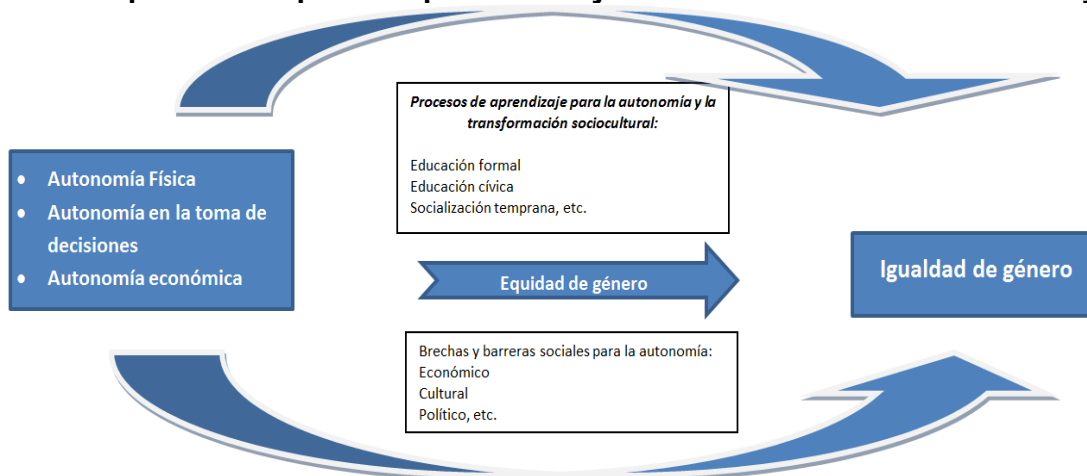 Procesos de aprendizaje para la autonomía y la
transformación sociocultural:
Educación formal
Educación cívica
Socialización temprana, etc.
• Autonomía Física
• Autonomía en la toma de
decisiones
• Autonomía económica
Equidad de género
Igualdad de género
Brechas y barreras sociales para la autonomía:
Económico
Cultural
Político, etc.